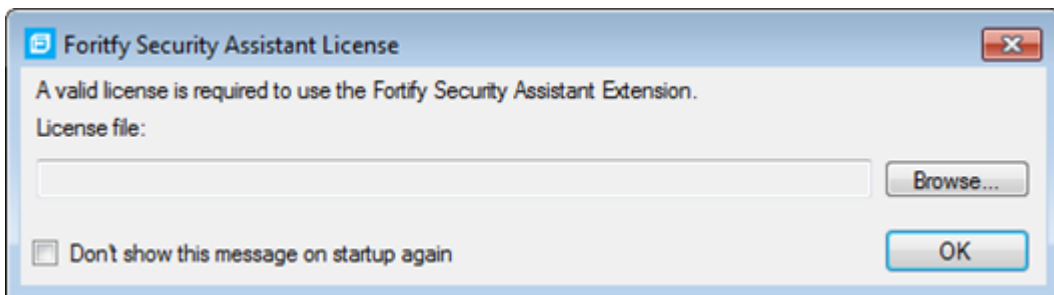 Foritfy Security Assistant License
A valid license is required to use the Fortify Security Assistant Extension.
License file:
Browse...
Don't show this message on startup again
OK